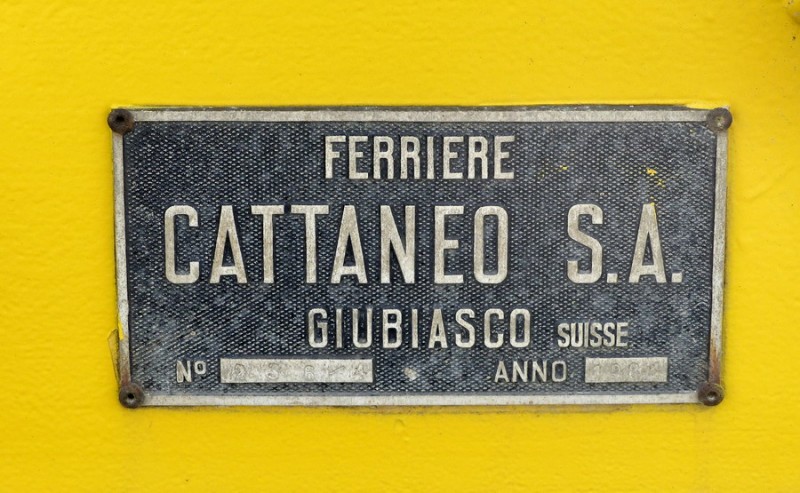 FERRIERE
CATTANEO S.A.
GIUBIASCO SUISSE
Nº ANNO